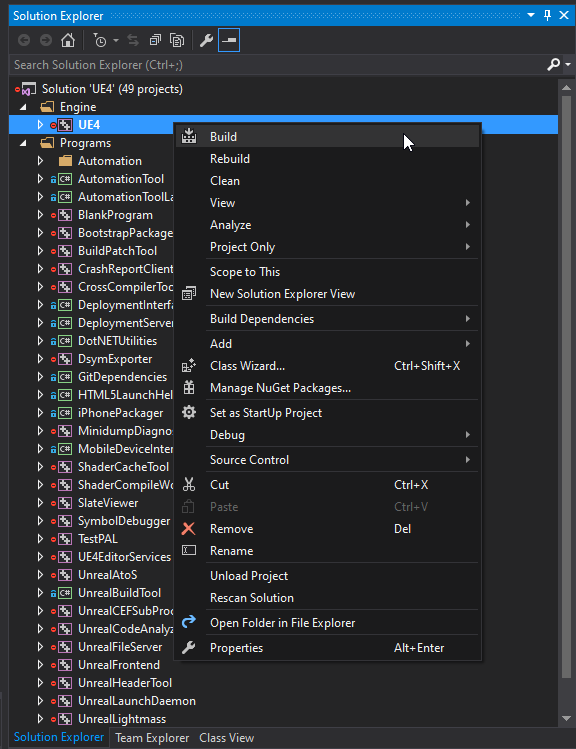 Solution Explorer
Search Solution Explorer (Ctrl+;)
Solution 'UE4' (49 projects)
Engine
UE4
Programs
Automation
AutomationTool
AutomationToolLa
BlankProgram
BootstrapPackage
BuildPatchTool
CrashReportClient
CrossCompilerToo
DeploymentInterfa
DeploymentServer
DotNETUtilities
DsymExporter
GitDependencies
HTML5LaunchHel
iPhonePackager
MinidumpDiagno
MobileDeviceInter
ShaderCacheTool
ShaderCompileWo
SlateViewer
SymbolDebugger
TestPAL
UE4EditorServices
UnrealAtoS
UnrealBuildTool
UnrealCEFSubProc
UnrealCodeAnalyz
UnrealFileServer
UnrealFrontend
UnrealHeaderTool
UnrealLaunchDaemon
UnrealLightmass
Build
Rebuild
Clean
View
Analyze
Project Only
Scope to This
New Solution Explorer View
Build Dependencies
Add
Class Wizard... Ctrl+Shift+X
Manage NuGet Packages...
Set as StartUp Project
Debug
Source Control
Cut Ctrl+X
Paste Ctrl+V
Remove Del
Rename
Unload Project
Rescan Solution
Open Folder in File Explorer
Properties Alt+Enter
Solution Explorer Team Explorer Class View